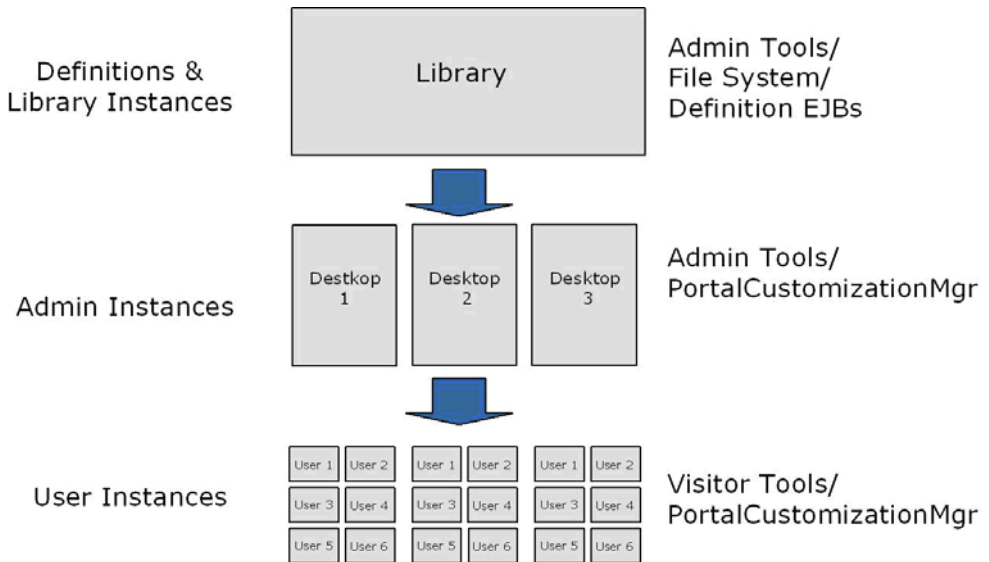 Definitions &
Library Instances
Library
Admin Tools/
File System/
Definition EJBs
Admin Instances
Destkop
1
Desktop
2
Desktop
3
Admin Tools/
PortalCustomizationMgr
User Instances
User 1 User 2 User 1 User 2 User 1 User 2
User 3 User 4 User 3 User 4 User 3 User 4
User 5 User 6 User 5 User 6 User 5 User 6
Visitor Tools/
PortalCustomizationMgr